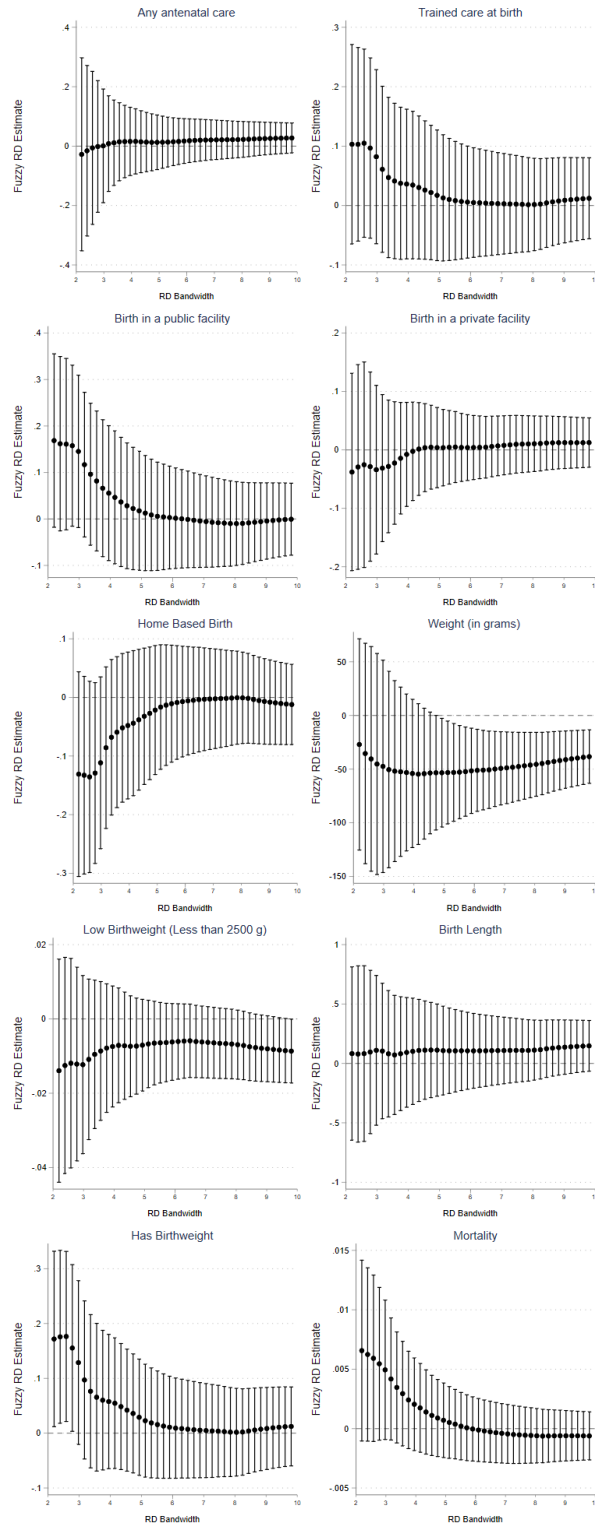 Any antenatal care
Fuzzy RD Estimate
.4
.2
0
.2
-.4
2 3 4 5 6 7 8 9 10
RD Bandwidth
Trained care at birth
Fuzzy RD Estimate
.3
.2
.1
0
-.1
2 3 4 5 6 7 8 9 1
RD Bandwidth
Birth in a public facility
Fuzzy RD Estimate
.4
.3
.2
.1
0
-.1
2 3 4 5 6 7 8 9 10
RD Bandwidth
Birth in a private facility
Fuzzy RD Estimate
.2
.1
0
-.1
-.2
2 3 4 5 6 7 8 9 1
RD Bandwidth
Home Based Birth
Fuzzy RD Estimate
.1
0
-.1
-.2
-.3
2 3 4 5 6 7 8 9 10
RD Bandwidth
Weight (in grams)
Fuzzy RD Estimate
50
-0
-50
-100
-150
2 3 4 5 6 7 8 9 1
RD Bandwidth
Low Birthweight (Less than 2500 g)
Fuzzy RD Estimate
.02
0
-.02
-.04
2 3 4 5 6 7 8 9 10
RD Bandwidth
Birth Length
Fuzzy RD Estimate
1
.5
0
-.5
-1
2 3 4 5 6 7 8 9 1
RD Bandwidth
Has Birthweight
Fuzzy RD Estimate
.3
.2
.1
0
-.1
2 3 4 5 6 7 8 9 10
RD Bandwidth
Mortality
Fuzzy RD Estimate
.015
.01
.005
0
-.005
2 3 4 5 6 7 8 9 1
RD Bandwidth